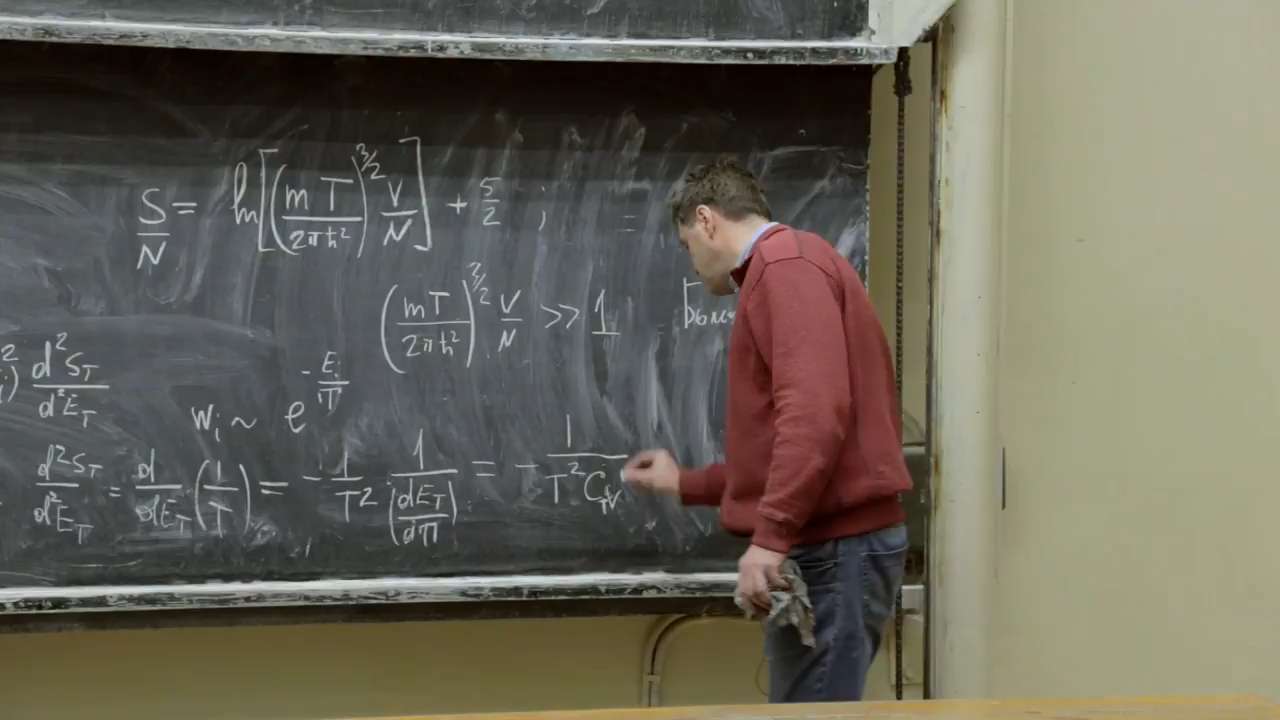 S/N = ln[(mT/2πħ²)^{3/2} V/N] + 5/2 ; =
(mT/2πħ²)^{3/2} V/N >> 1
²) d²S_T/d²E_T
W_i ~ e^{-E_i/T}
d²S_T/d²E_T = d/dE_T (1/T) = -1/T² 1/(dE_T/dT) = -1/T²C_V